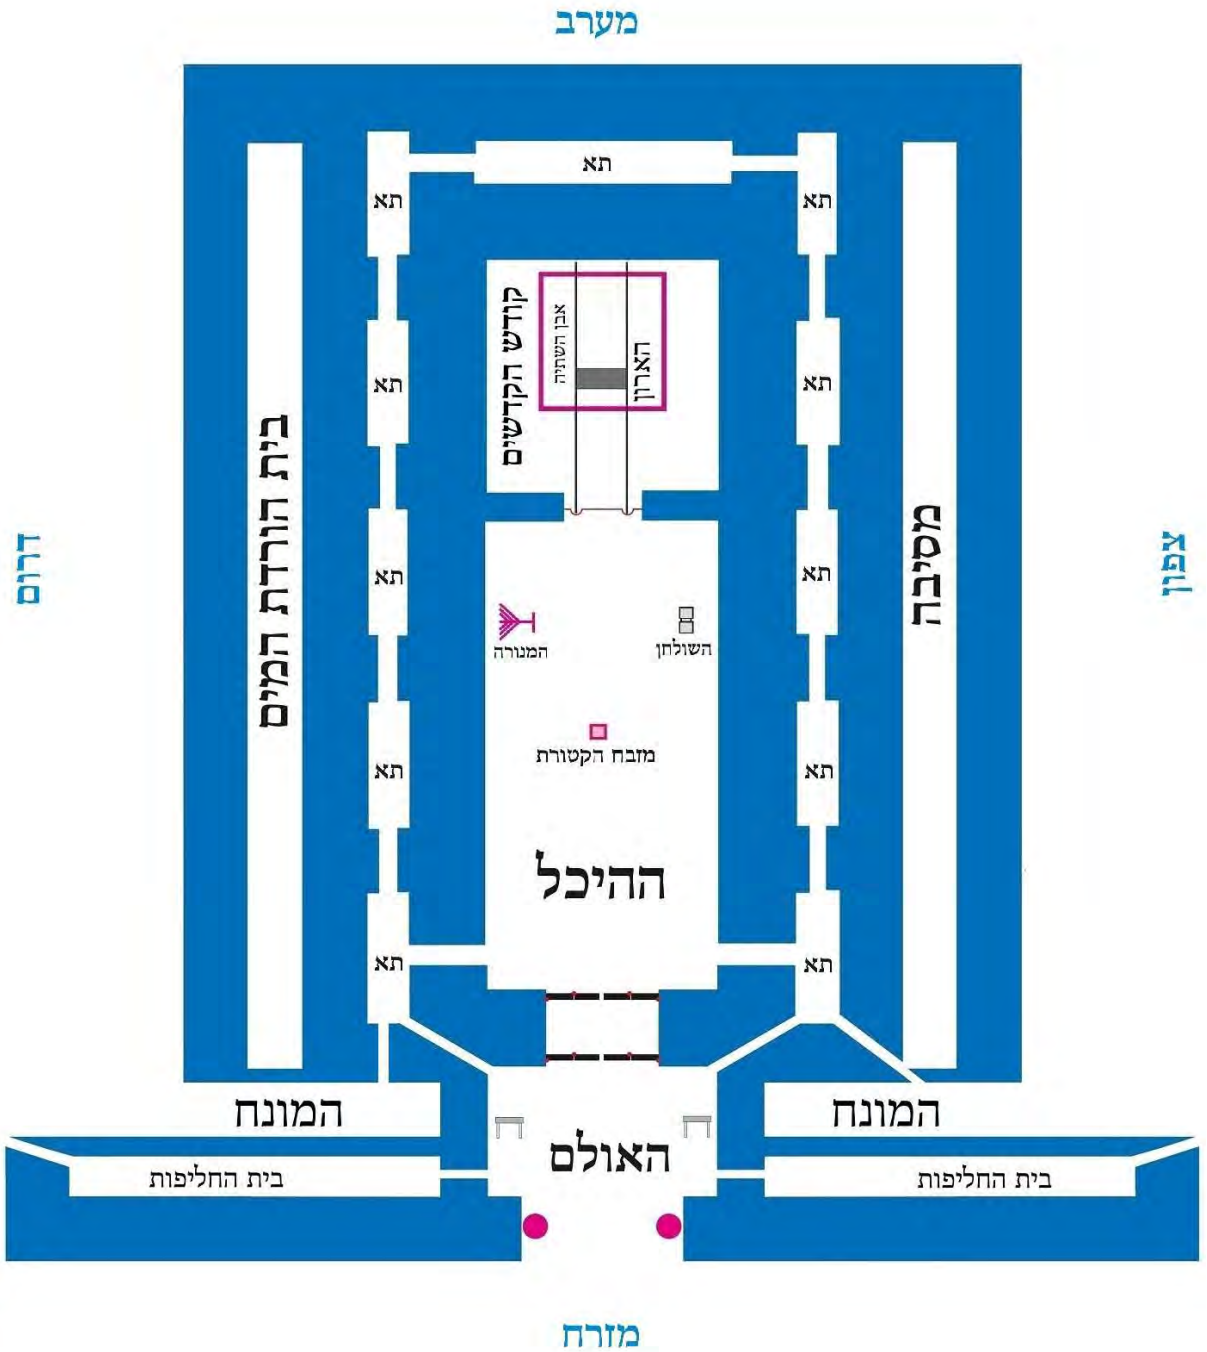 מערב
תא
תא
תא
קודש הקדשים
אבן השתיה
הארון
תא
תא
בית הורדת המים
מסיבה
דרום
צפון
תא
תא
המנורה
השולחן
מזבח הקטורת
תא
תא
ההיכל
תא
תא
המונח
המונח
האולם
בית החליפות
בית החליפות
מזרח